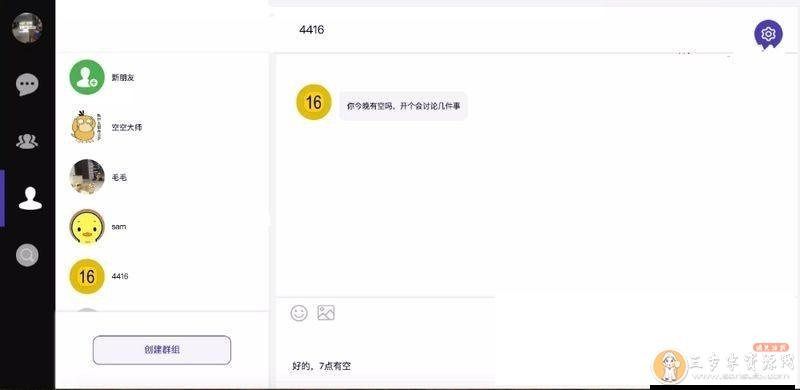 4416
新朋友
空空大师
毛毛
sam
16 4416
16 你今晚有空吗，开个会讨论几件事
创建群组
好的，7点有空
三步学资源网